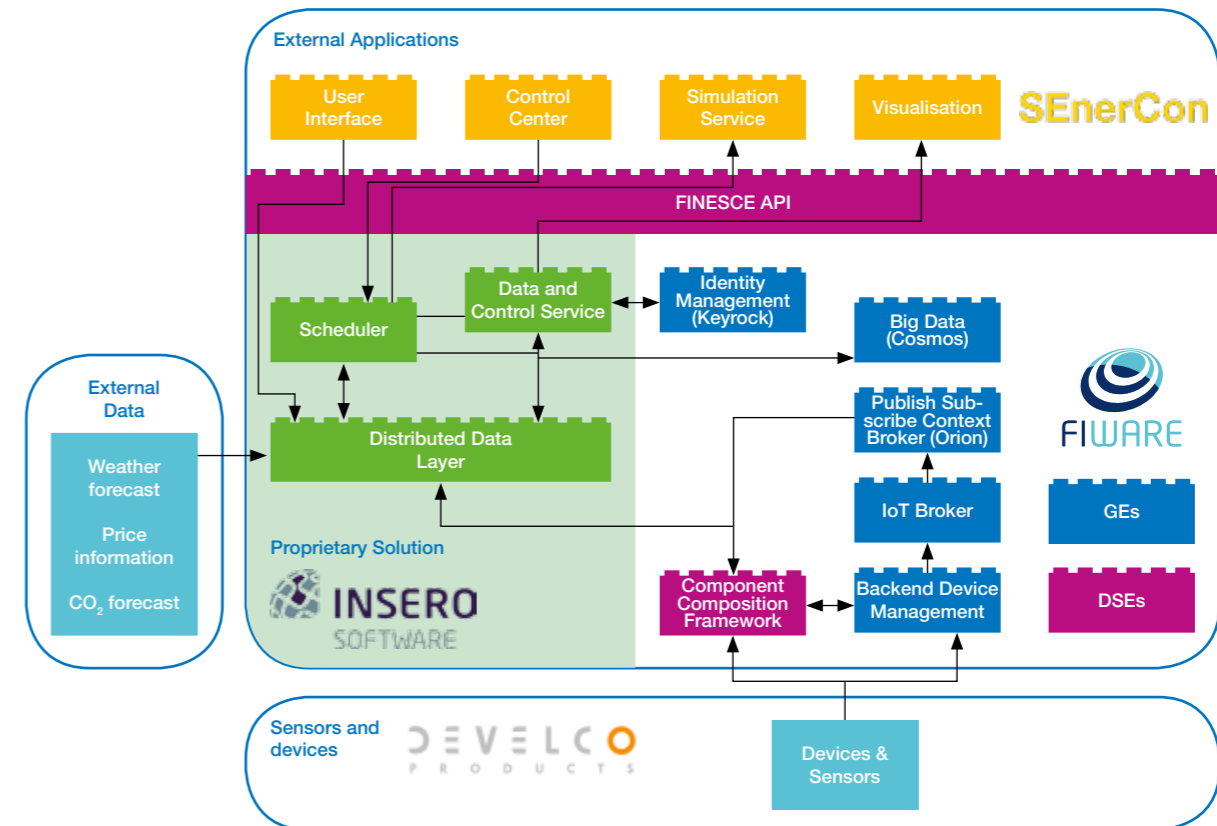 External Applications
User
Interface
Control
Center
Simulation
Service
Visualisation
SEnerCon
FINESCE API
Scheduler
Data and
Control Service
Identity
Management
(Keyrock)
Big Data
(Cosmos)
External
Data
Weather
forecast
Price
information
CO2 forecast
Distributed Data
Layer
Publish Sub-
scribe Context
Broker (Orion)
FIWARE
IoT Broker
GEs
Proprietary Solution
INSERO
SOFTWARE
Component
Composition
Framework
Backend Device
Management
DSEs
Sensors and
devices
DEVELCO
PRODUCTS
Devices &
Sensors